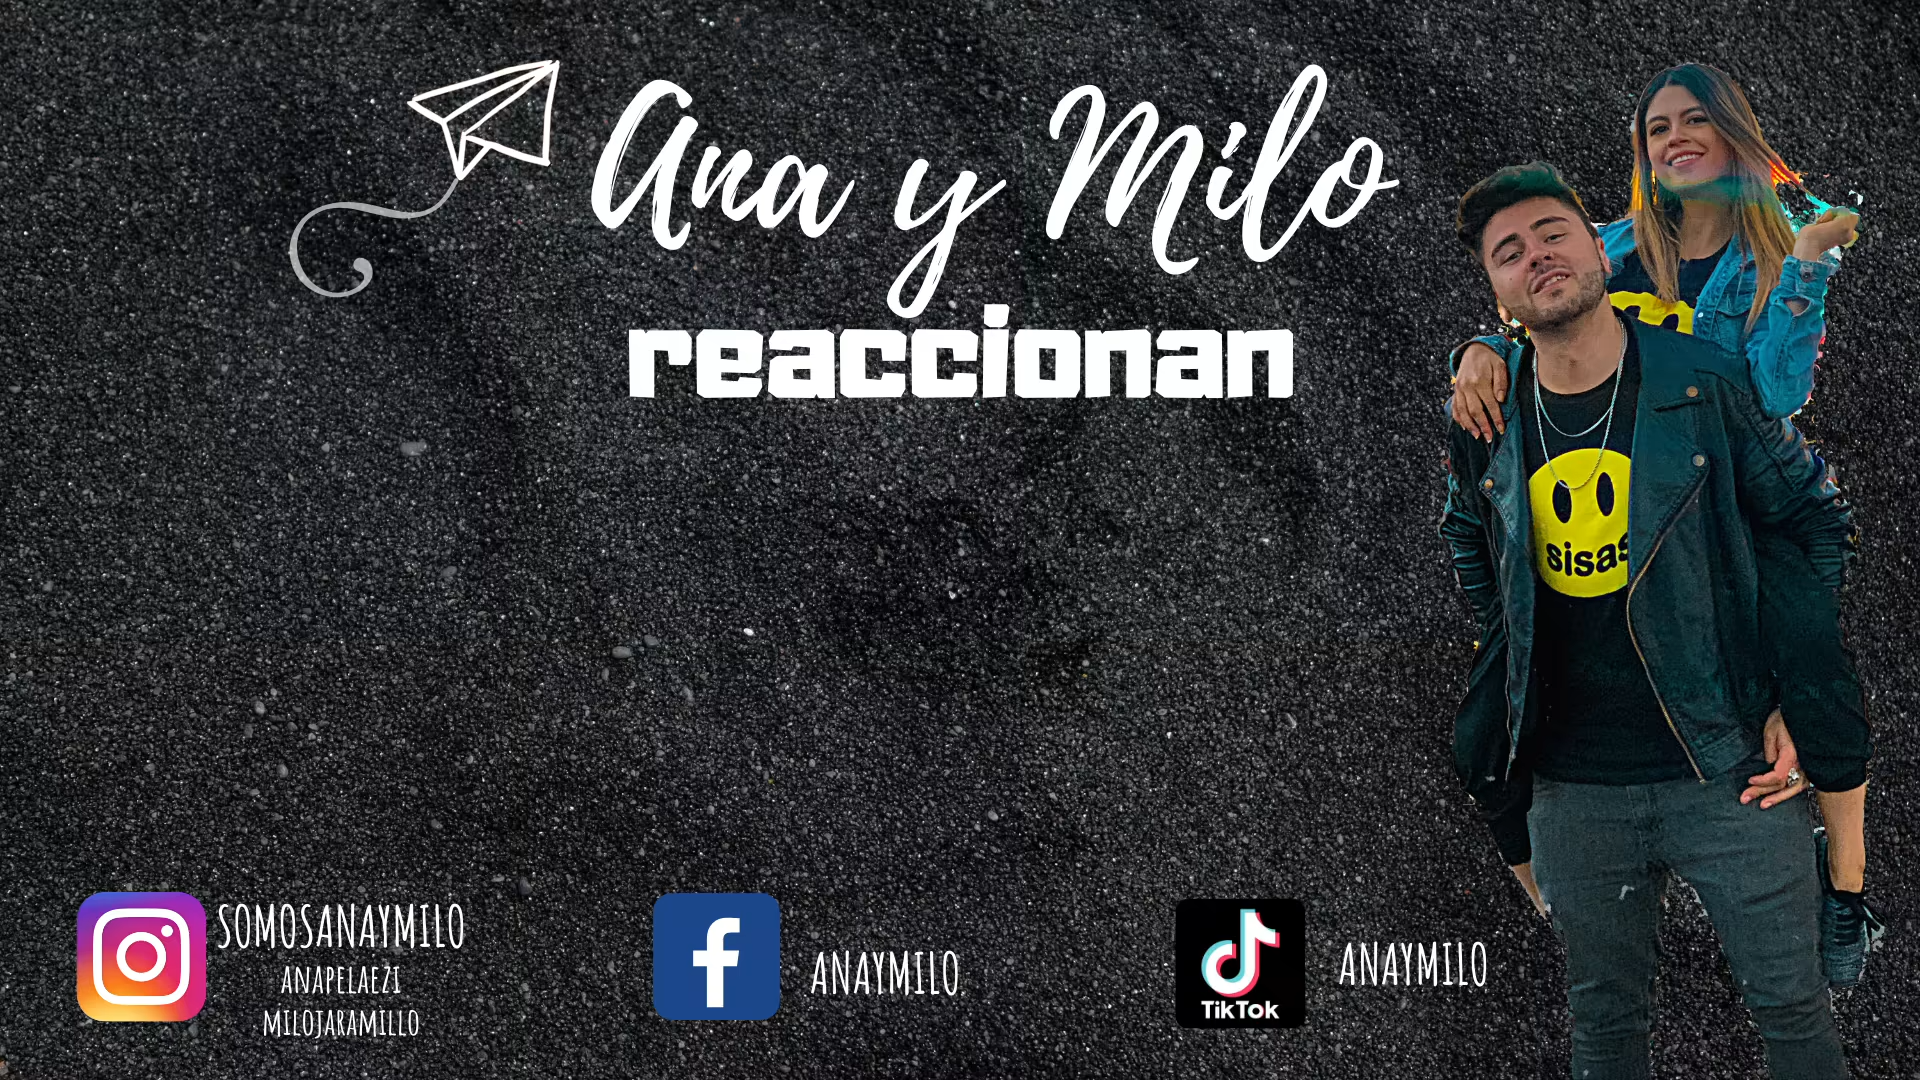 Ana y Milo
reaccionan
sisas
SOMOSANAYMILO
ANAPELAEZI
MILOJARAMILLO
ANAYMILO.
TikTok
ANAYMILO